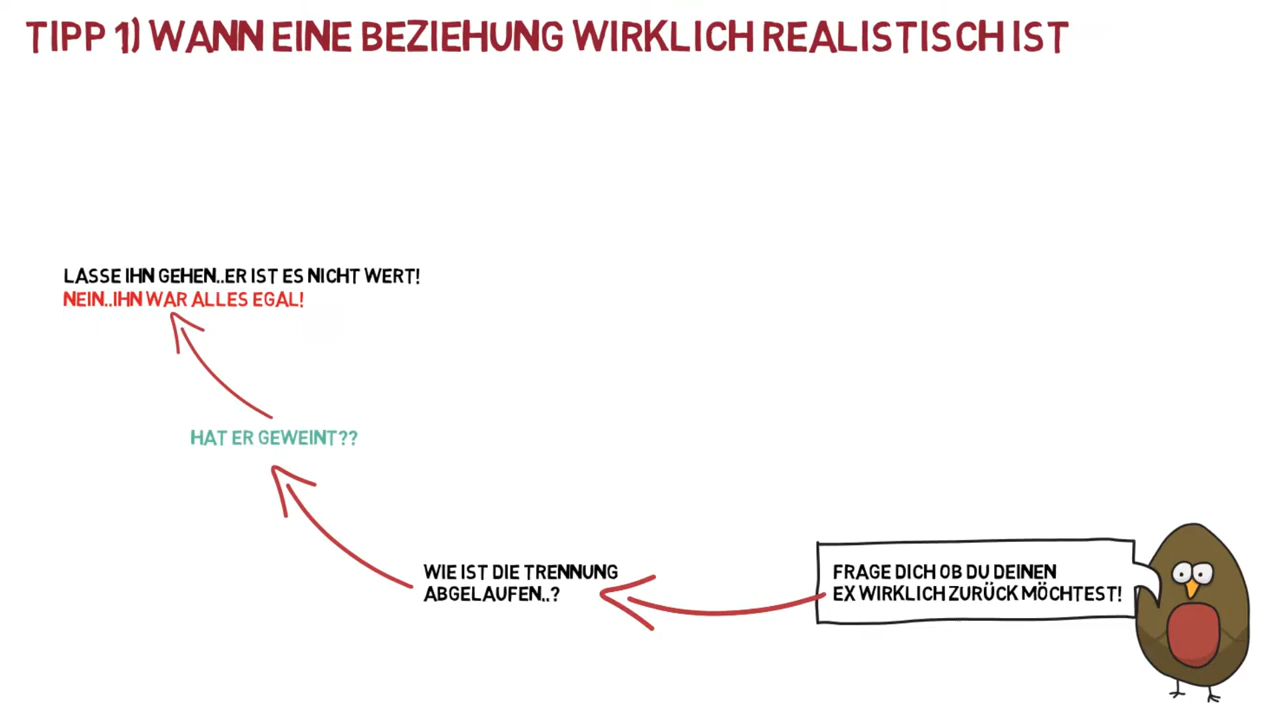 TIPP 1) WANN EINE BEZIEHUNG WIRKLICH REALISTISCH IST
LASSE IHN GEHEN..ER IST ES NICHT WERT!
NEIN..IHN WAR ALLES EGAL!
HAT ER GEWEINT??
WIE IST DIE TRENNUNG
ABGELAUFEN..?
FRAGE DICH OB DU DEINEN
EX WIRKLICH ZURÜCK MÖCHTEST!